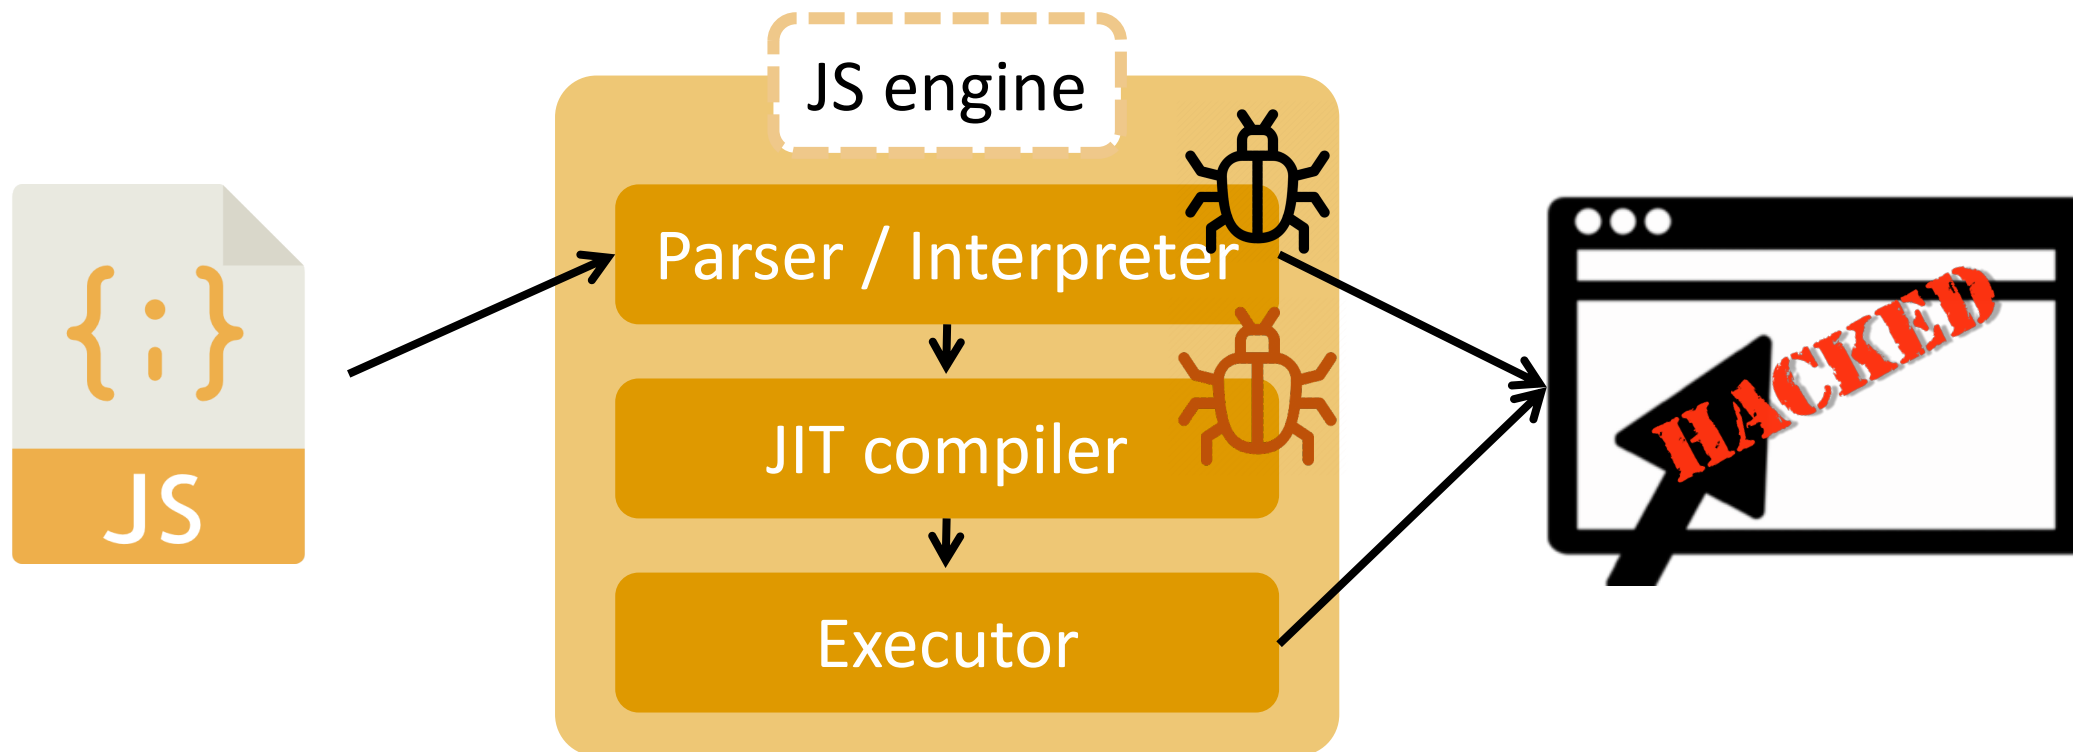 JS engine
Parser / Interpreter
JIT compiler
Executor
{;}
JS
HACKED